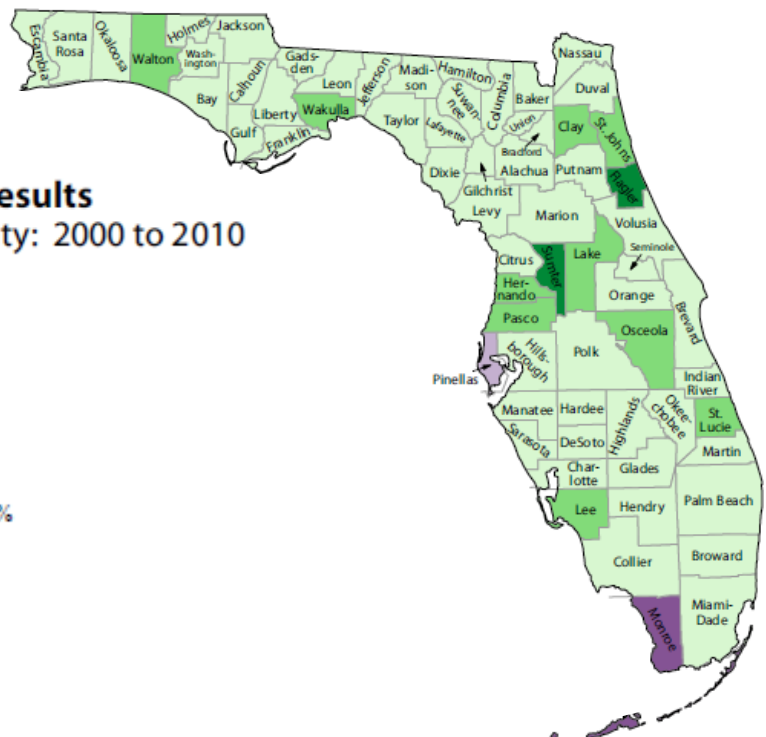 esults
ty: 2000 to 2010
%
Escambia
Santa
Rosa
Okaloosa
Walton
Holmes
Jackson
Wash-
ington
Bay
Calhoun
Gulf
Liberty
Gads-
den
Leon
Wakulla
Franklin
Jefferson
Madi-
son
Taylor
Hamilton
Suwan-
nee
Lafayette
Dixie
Columbia
Baker
Union
Bradford
Nassau
Duval
Clay
St. Johns
Alachua
Gilchrist
Levy
Putnam
Flagler
Marion
Volusia
Citrus
Sumter
Lake
Seminole
Her-
nando
Orange
Pasco
Brevard
Osceola
Pinellas
Hills-
borough
Polk
Indian
River
Manatee
Hardee
Highlands
Okee-
chobee
St.
Lucie
Sarasota
DeSoto
Martin
Char-
lotte
Glades
Lee
Hendry
Palm Beach
Collier
Broward
Monroe
Miami-
Dade